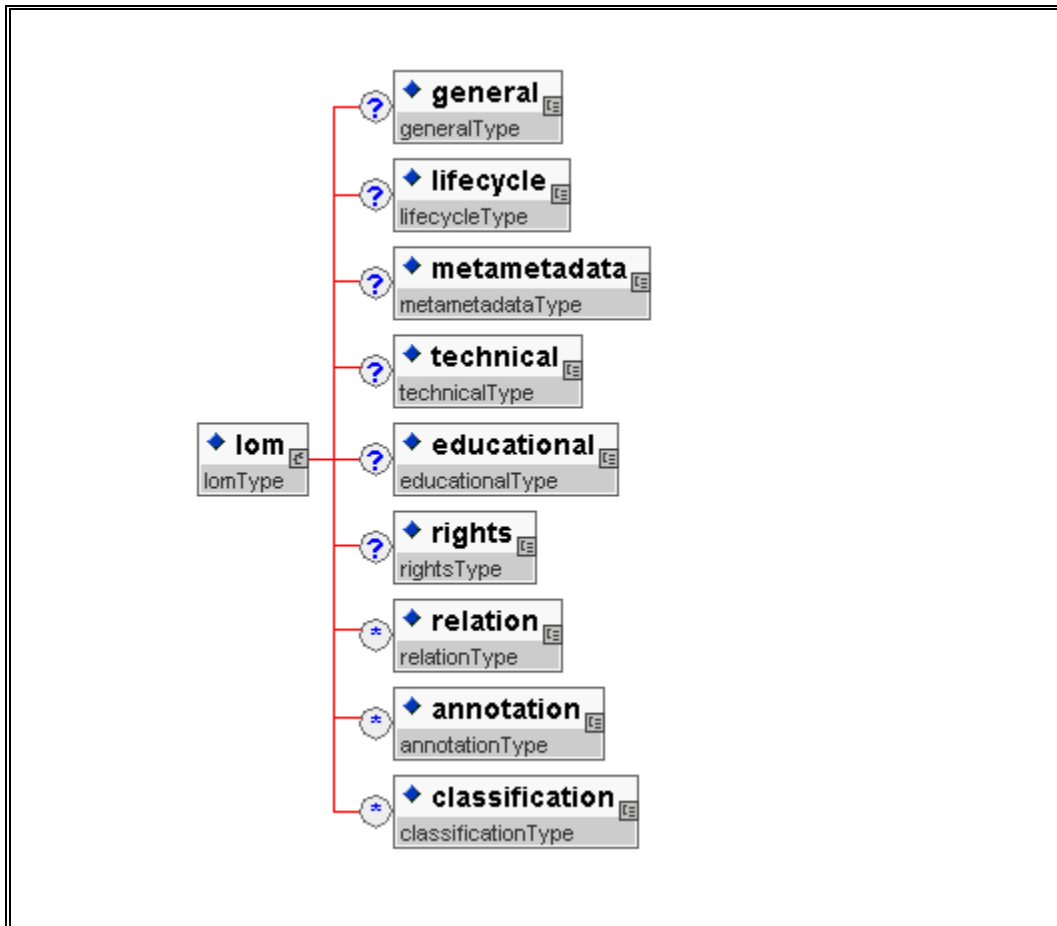 ? general
generalType
? lifecycle
lifecycleType
? metametadata
metametadataType
? technical
technicalType
lom
lomType
? educational
educationalType
? rights
rightsType
* relation
relationType
* annotation
annotationType
* classification
classificationType